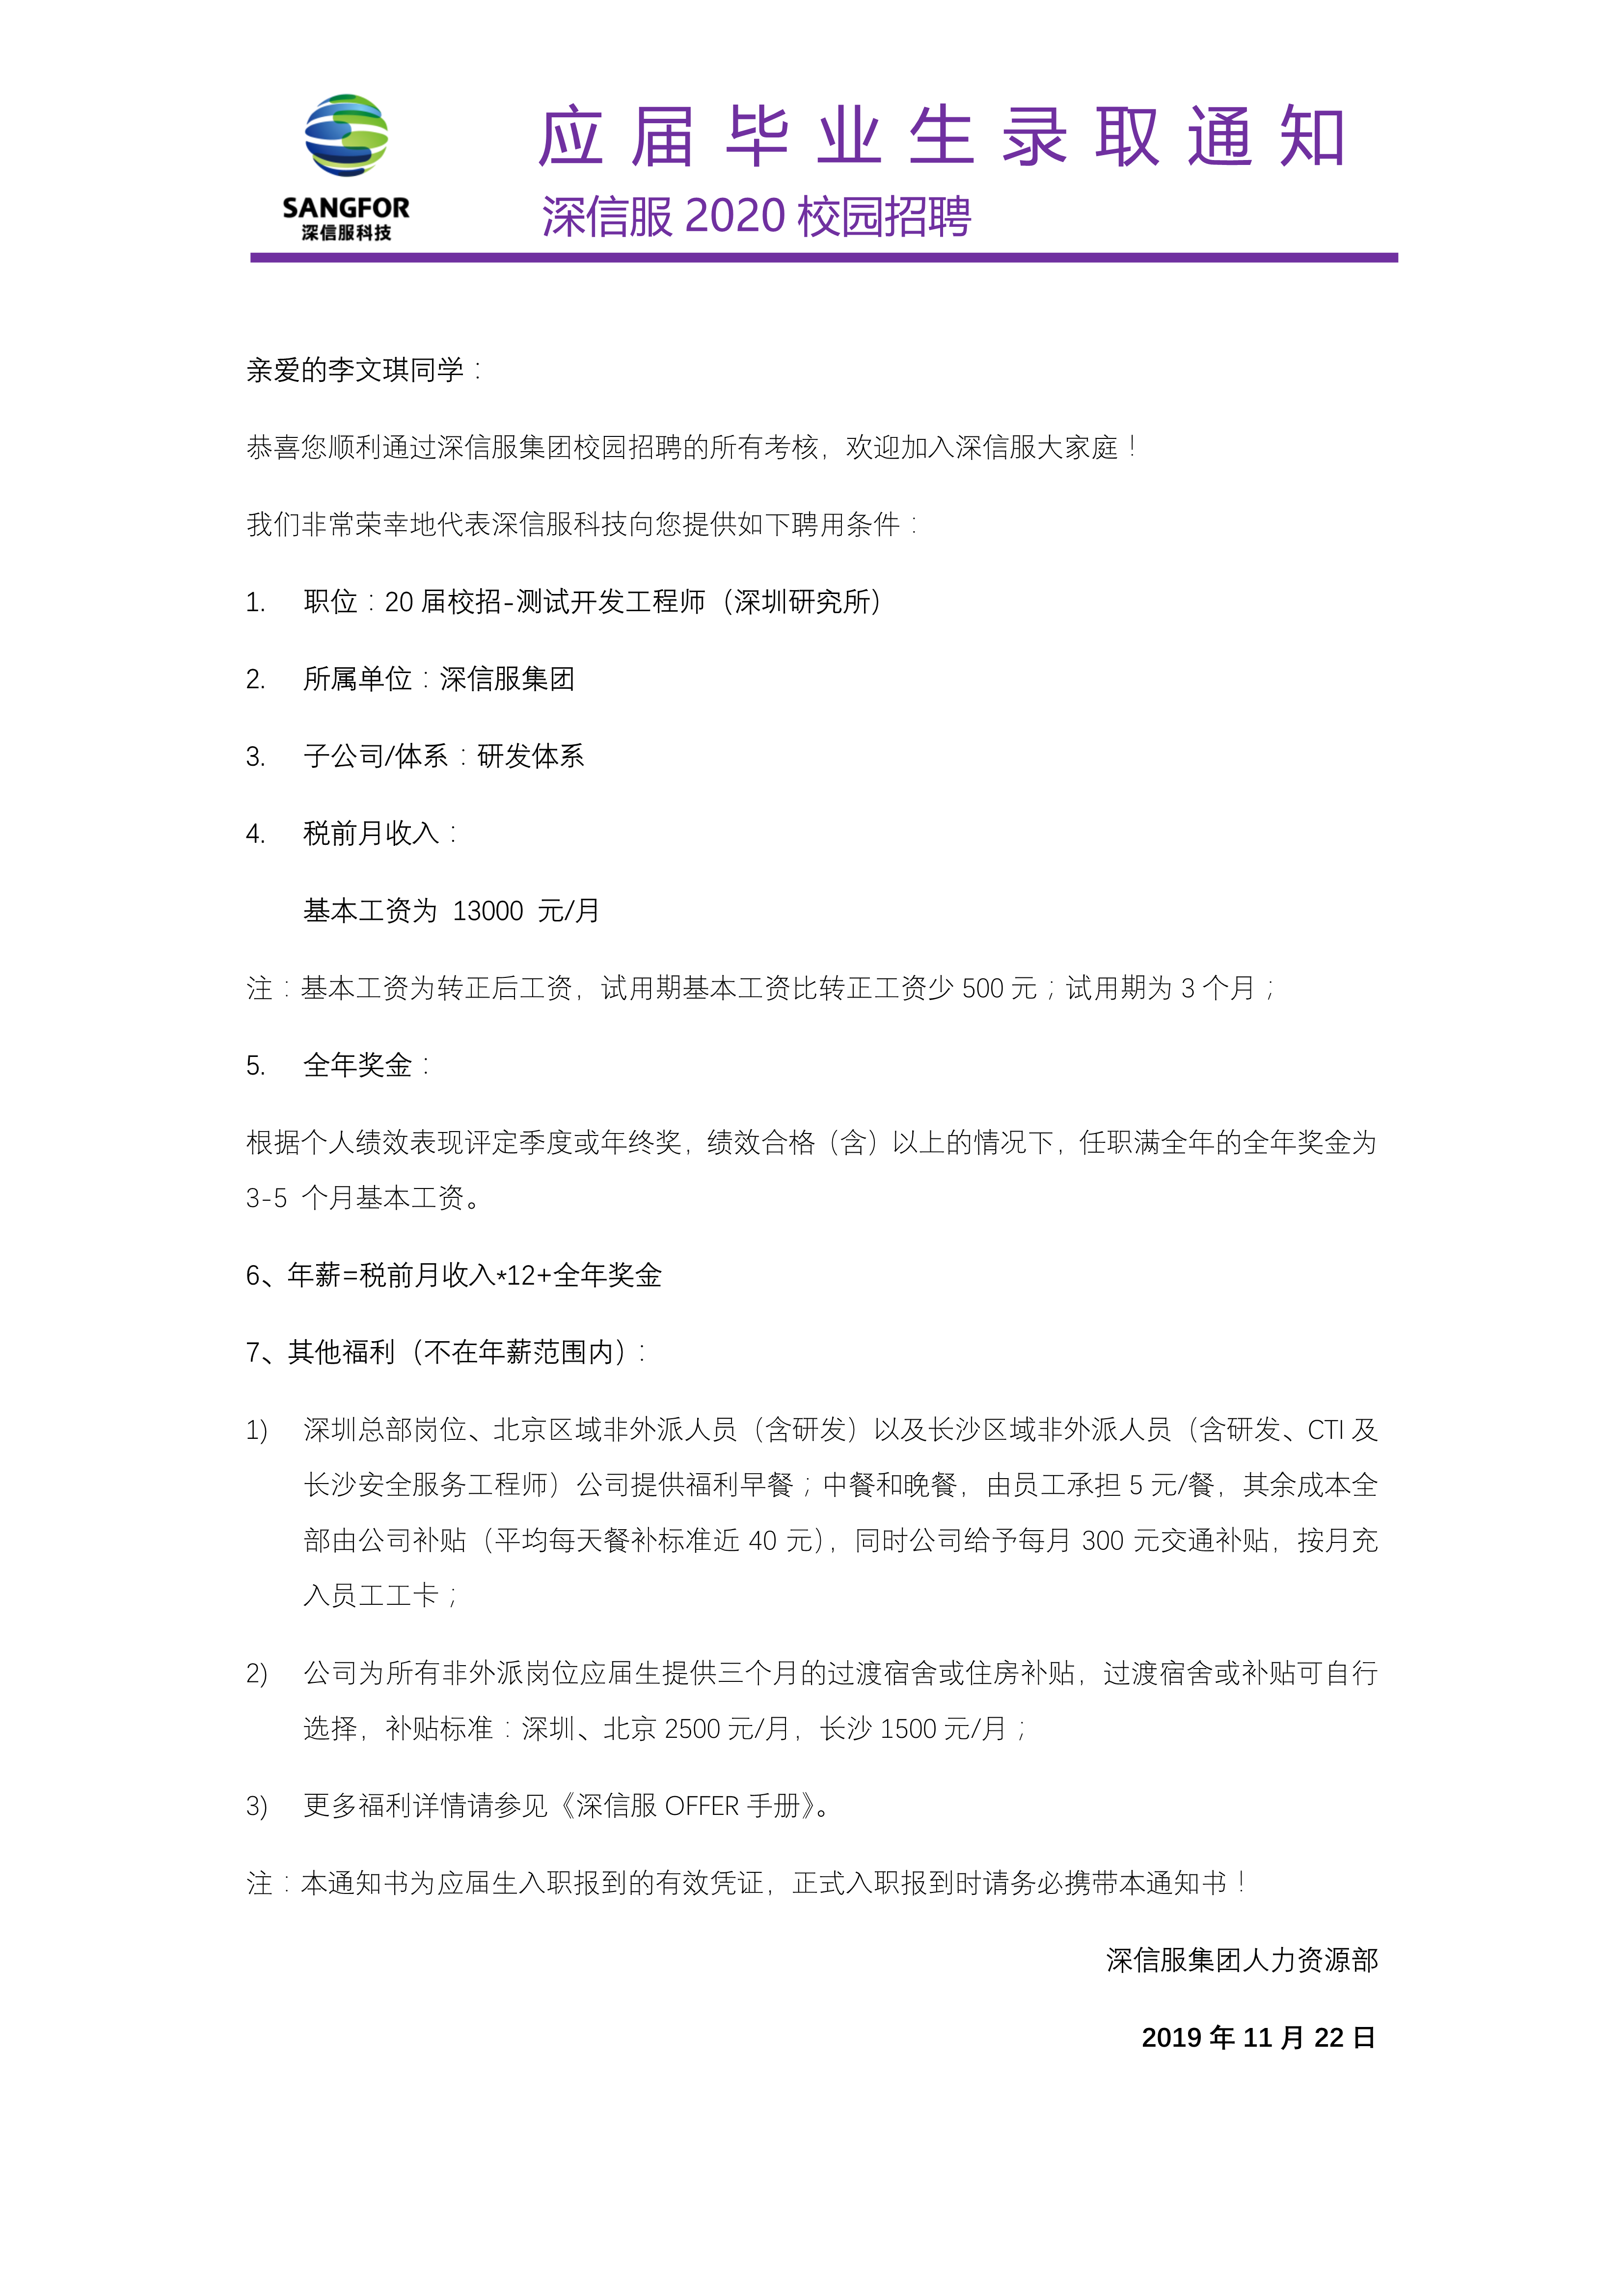 SANGFOR
深信服科技
应届毕业生录取通知
深信服 2020 校园招聘
亲爱的李文琪同学：
恭喜您顺利通过深信服集团校园招聘的所有考核，欢迎加入深信服大家庭！
我们非常荣幸地代表深信服科技向您提供如下聘用条件：
1. 职位：20 届校招-测试开发工程师（深圳研究所）
2. 所属单位：深信服集团
3. 子公司/体系：研发体系
4. 税前月收入：
基本工资为 13000 元/月
注：基本工资为转正后工资，试用期基本工资比转正工资少 500 元；试用期为 3 个月；
5. 全年奖金：
根据个人绩效表现评定季度或年终奖，绩效合格（含）以上的情况下，任职满全年的全年奖金为
3-5 个月基本工资。
6、年薪=税前月收入*12+全年奖金
7、其他福利（不在年薪范围内）：
1) 深圳总部岗位、北京区域非外派人员（含研发）以及长沙区域非外派人员（含研发、CTI 及
长沙安全服务工程师）公司提供福利早餐；中餐和晚餐，由员工承担 5 元/餐，其余成本全
部由公司补贴（平均每天餐补标准近 40 元），同时公司给予每月 300 元交通补贴，按月充
入员工工卡；
2) 公司为所有非外派岗位应届生提供三个月的过渡宿舍或住房补贴，过渡宿舍或补贴可自行
选择，补贴标准：深圳、北京 2500 元/月，长沙 1500 元/月；
3) 更多福利详情请参见《深信服 OFFER 手册》。
注：本通知书为应届生入职报到的有效凭证，正式入职报到时请务必携带本通知书！
深信服集团人力资源部
2019 年 11 月 22 日